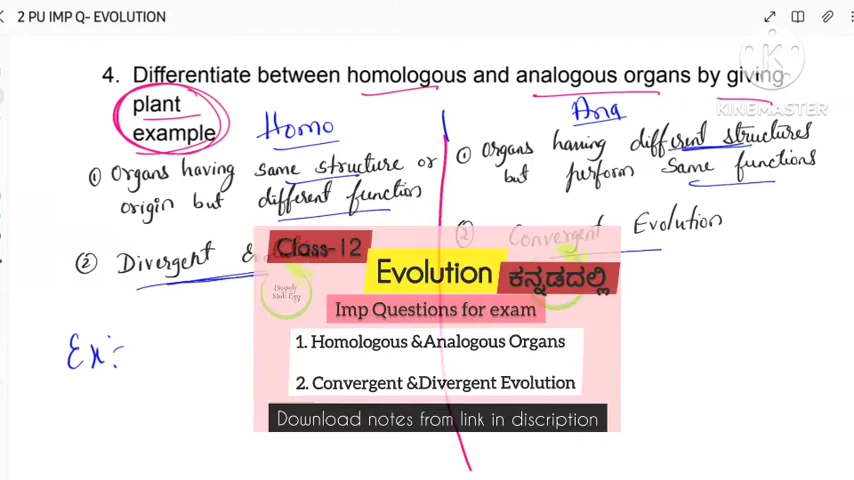 2 PU IMP Q- EVOLUTION
4. Differentiate between homologous and analogous organs by giving
plant
example
KINEMASTER
Homo
Ana
① Organs having same structure or
origin but different function
① Organs having different structures
but perform same functions
② Divergent
② Convergent Evolution
Ex:-
Class-12
Evolution
ಕನ್ನಡದಲ್ಲಿ
Imp Questions for exam
1. Homologous &Analogous Organs
2. Convergent &Divergent Evolution
Download notes from link in discription